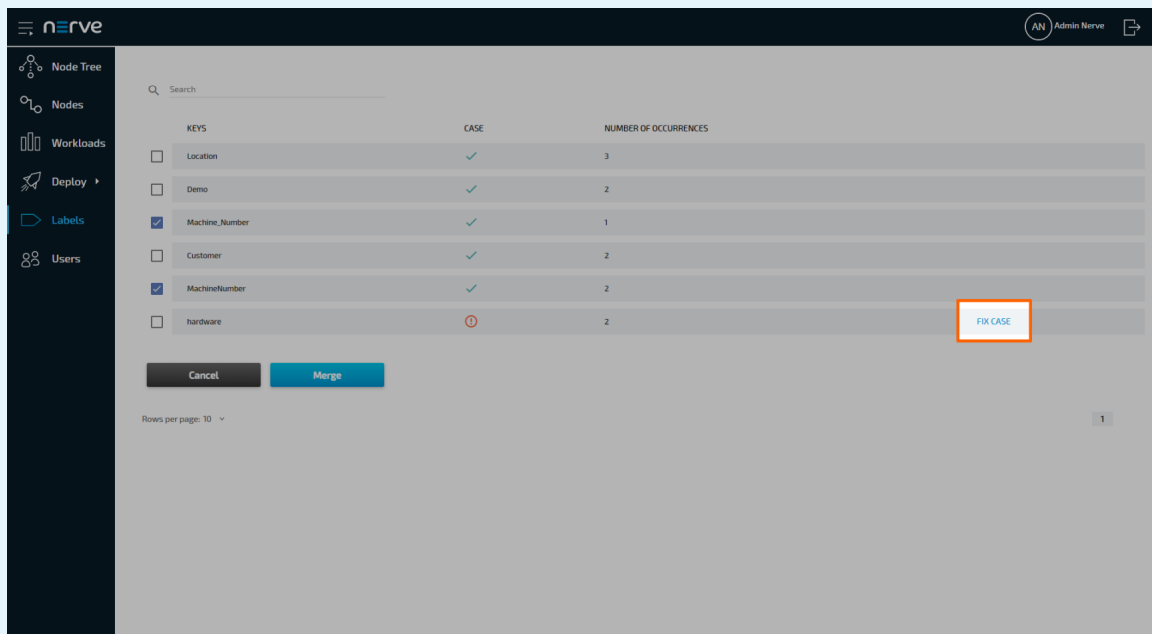 nerve
AN Admin Nerve
Node Tree
Nodes
Workloads
Deploy
Labels
Users
Search
KEYS CASE NUMBER OF OCCURRENCES
Location 3
Demo 2
Machine_Number 1
Customer 2
MachineNumber 2
hardware 2 FIX CASE
Cancel Merge
Rows per page: 10 1